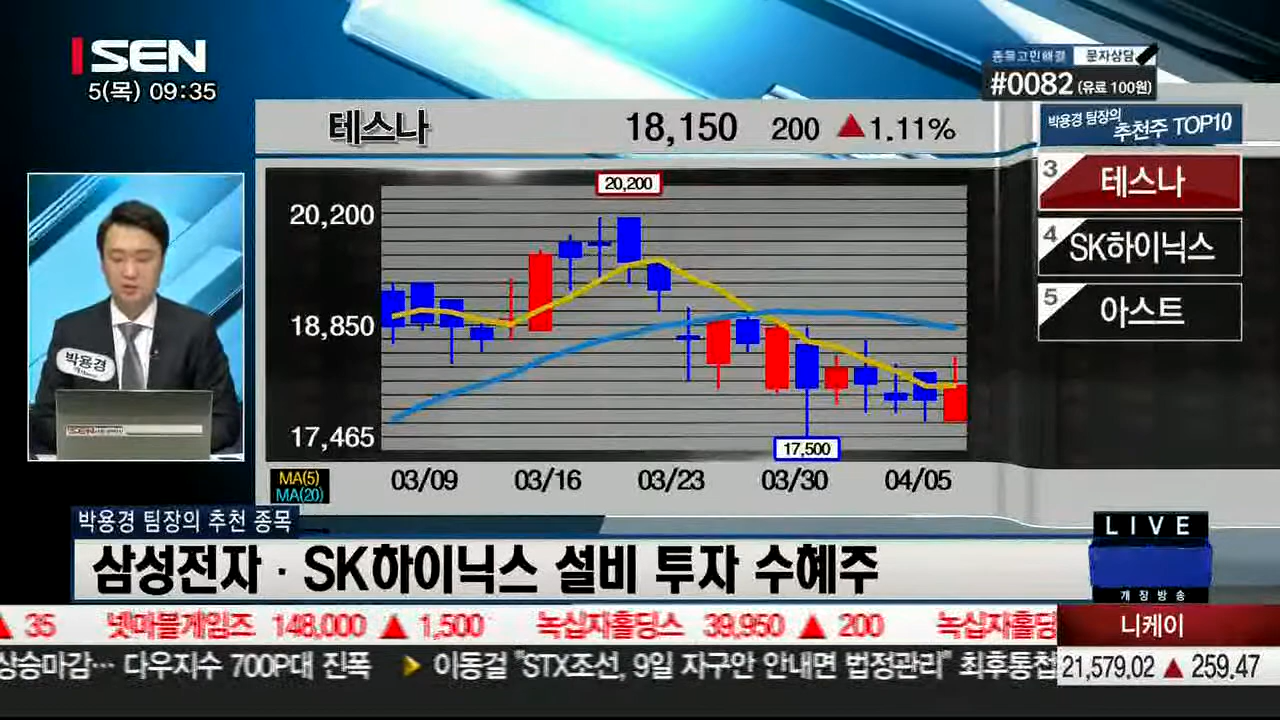 SEN
5(목) 09:35
종목고민해결 문자상담
#0082 (유료 100원)
테스나 18,150 200 ▲1.11%
박용경 팀장의
추천주 TOP10
3 테스나
4 SK하이닉스
5 아스트
20,200
20,200
18,850
17,465
17,500
박용경
MA(5)
MA(20)
03/09 03/16 03/23 03/30 04/05
박용경 팀장의 추천 종목
삼성전자·SK하이닉스 설비 투자 수혜주
LIVE
개장방송
▲ 35 넷마블게임즈 148,000 ▲ 1,500 녹십자홀딩스 39,950 ▲ 200 녹십자홀딩
니케이
상승마감… 다우지수 700P대 진폭 ▶ 이동걸 "STX조선, 9일 자구안 안내면 법정관리" 최후통첩
21,579.02 ▲ 259.47